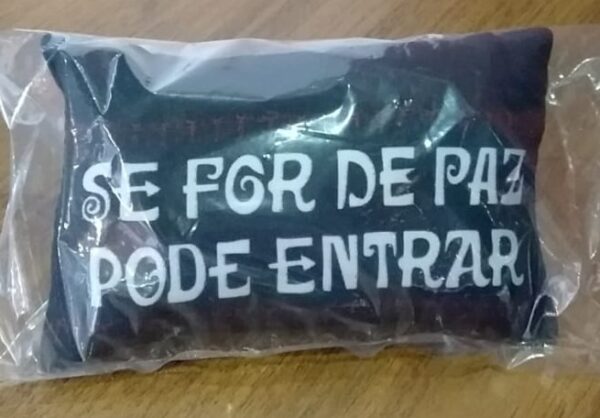 SE FOR DE PAZ
PODE ENTRAR